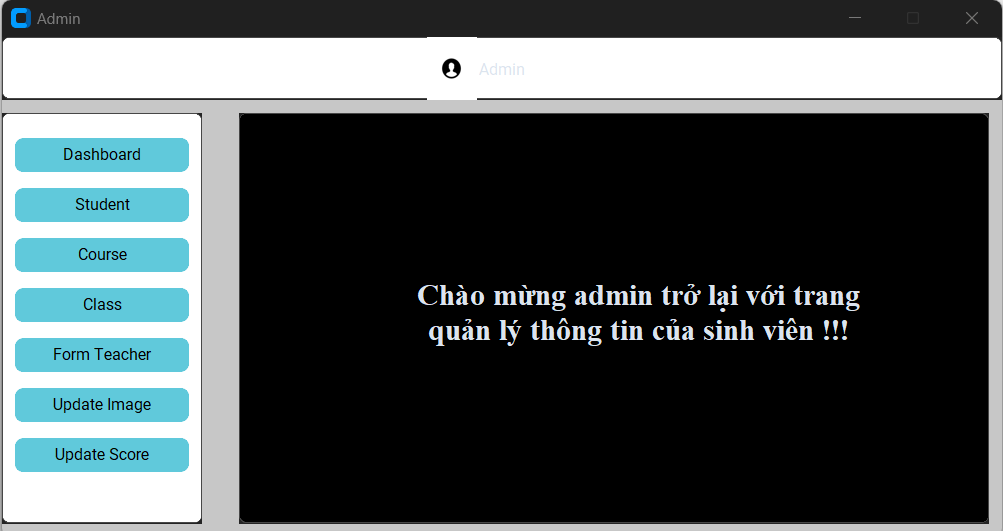 Admin
Admin
Dashboard
Student
Course
Class
Form Teacher
Update Image
Update Score
Chào mừng admin trở lại với trang
quản lý thông tin của sinh viên !!!